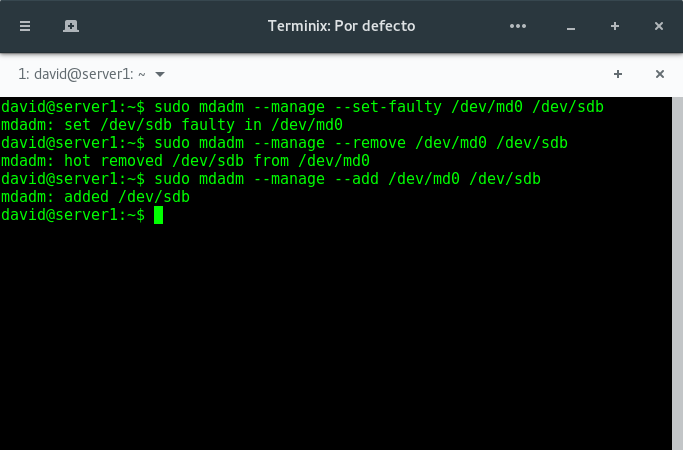 Terminix: Por defecto
1: david@server1: ~
david@server1:~$ sudo mdadm --manage --set-faulty /dev/md0 /dev/sdb
mdadm: set /dev/sdb faulty in /dev/md0
david@server1:~$ sudo mdadm --manage --remove /dev/md0 /dev/sdb
mdadm: hot removed /dev/sdb from /dev/md0
david@server1:~$ sudo mdadm --manage --add /dev/md0 /dev/sdb
mdadm: added /dev/sdb
david@server1:~$